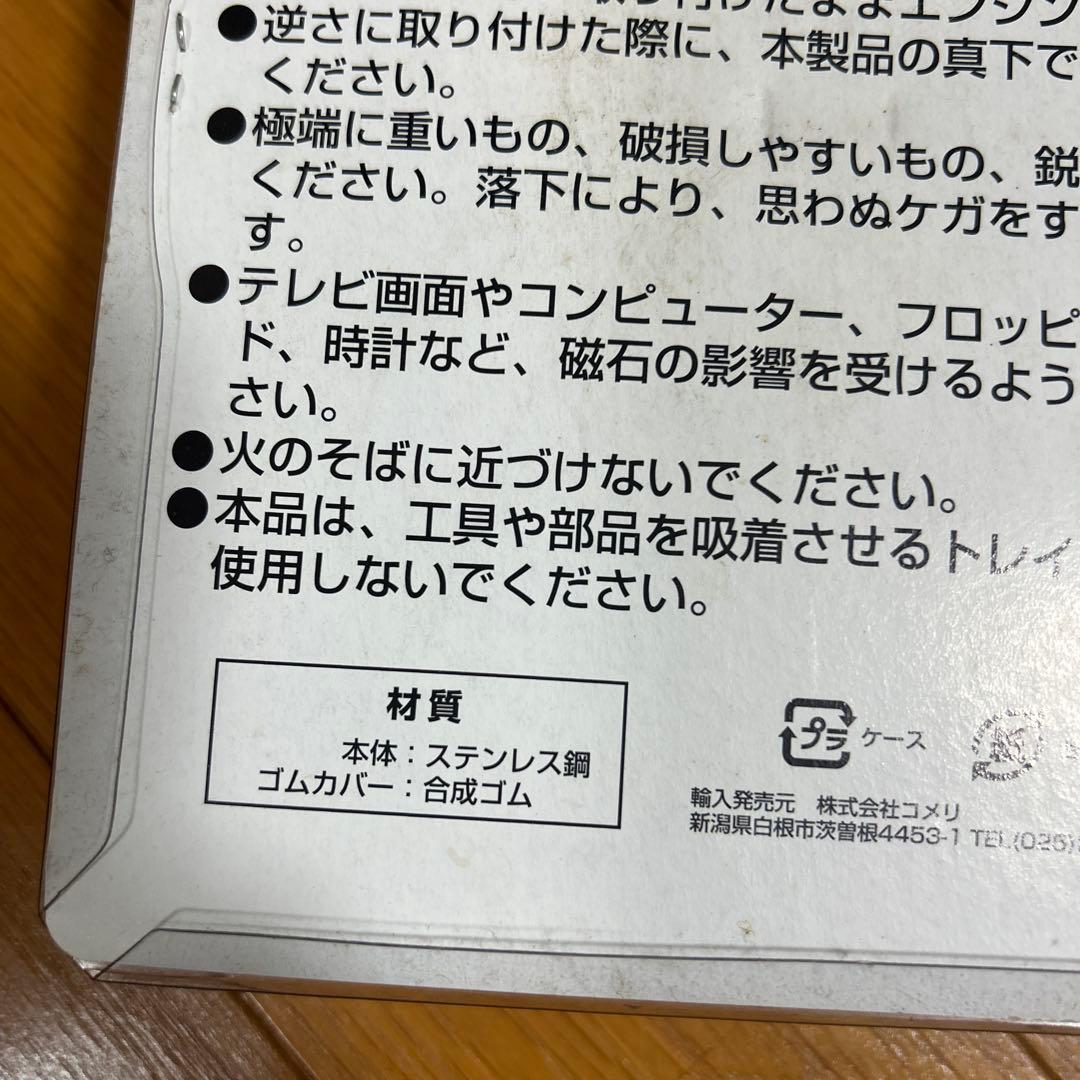 ●逆さに取り付けた際に、本製品の真下で
ください。
●極端に重いもの、破損しやすいもの、鋭
ください。落下により、思わぬケガをす
す。
●テレビ画面やコンピューター、フロッピ
ド、時計など、磁石の影響を受けるよう
さい。
●火のそばに近づけないでください。
●本品は、工具や部品を吸着させるトレイ
使用しないでください。
材質
本体：ステンレス鋼
ゴムカバー：合成ゴム
プラ ケース
輸入発売元 株式会社コメリ
新潟県白根市茨曽根4453-1 TEL(025)